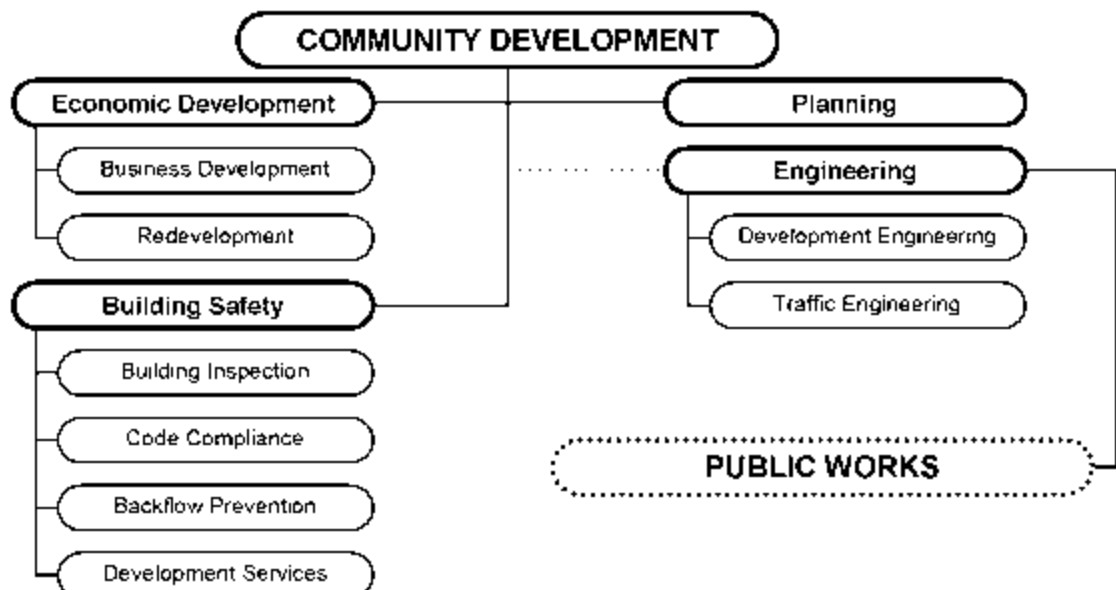 COMMUNITY DEVELOPMENT
Economic Development
Planning
Business Development
Engineering
Redevelopment
Development Engineering
Building Safety
Traffic Engineering
Building Inspection
Code Compliance
PUBLIC WORKS
Backflow Prevention
Development Services